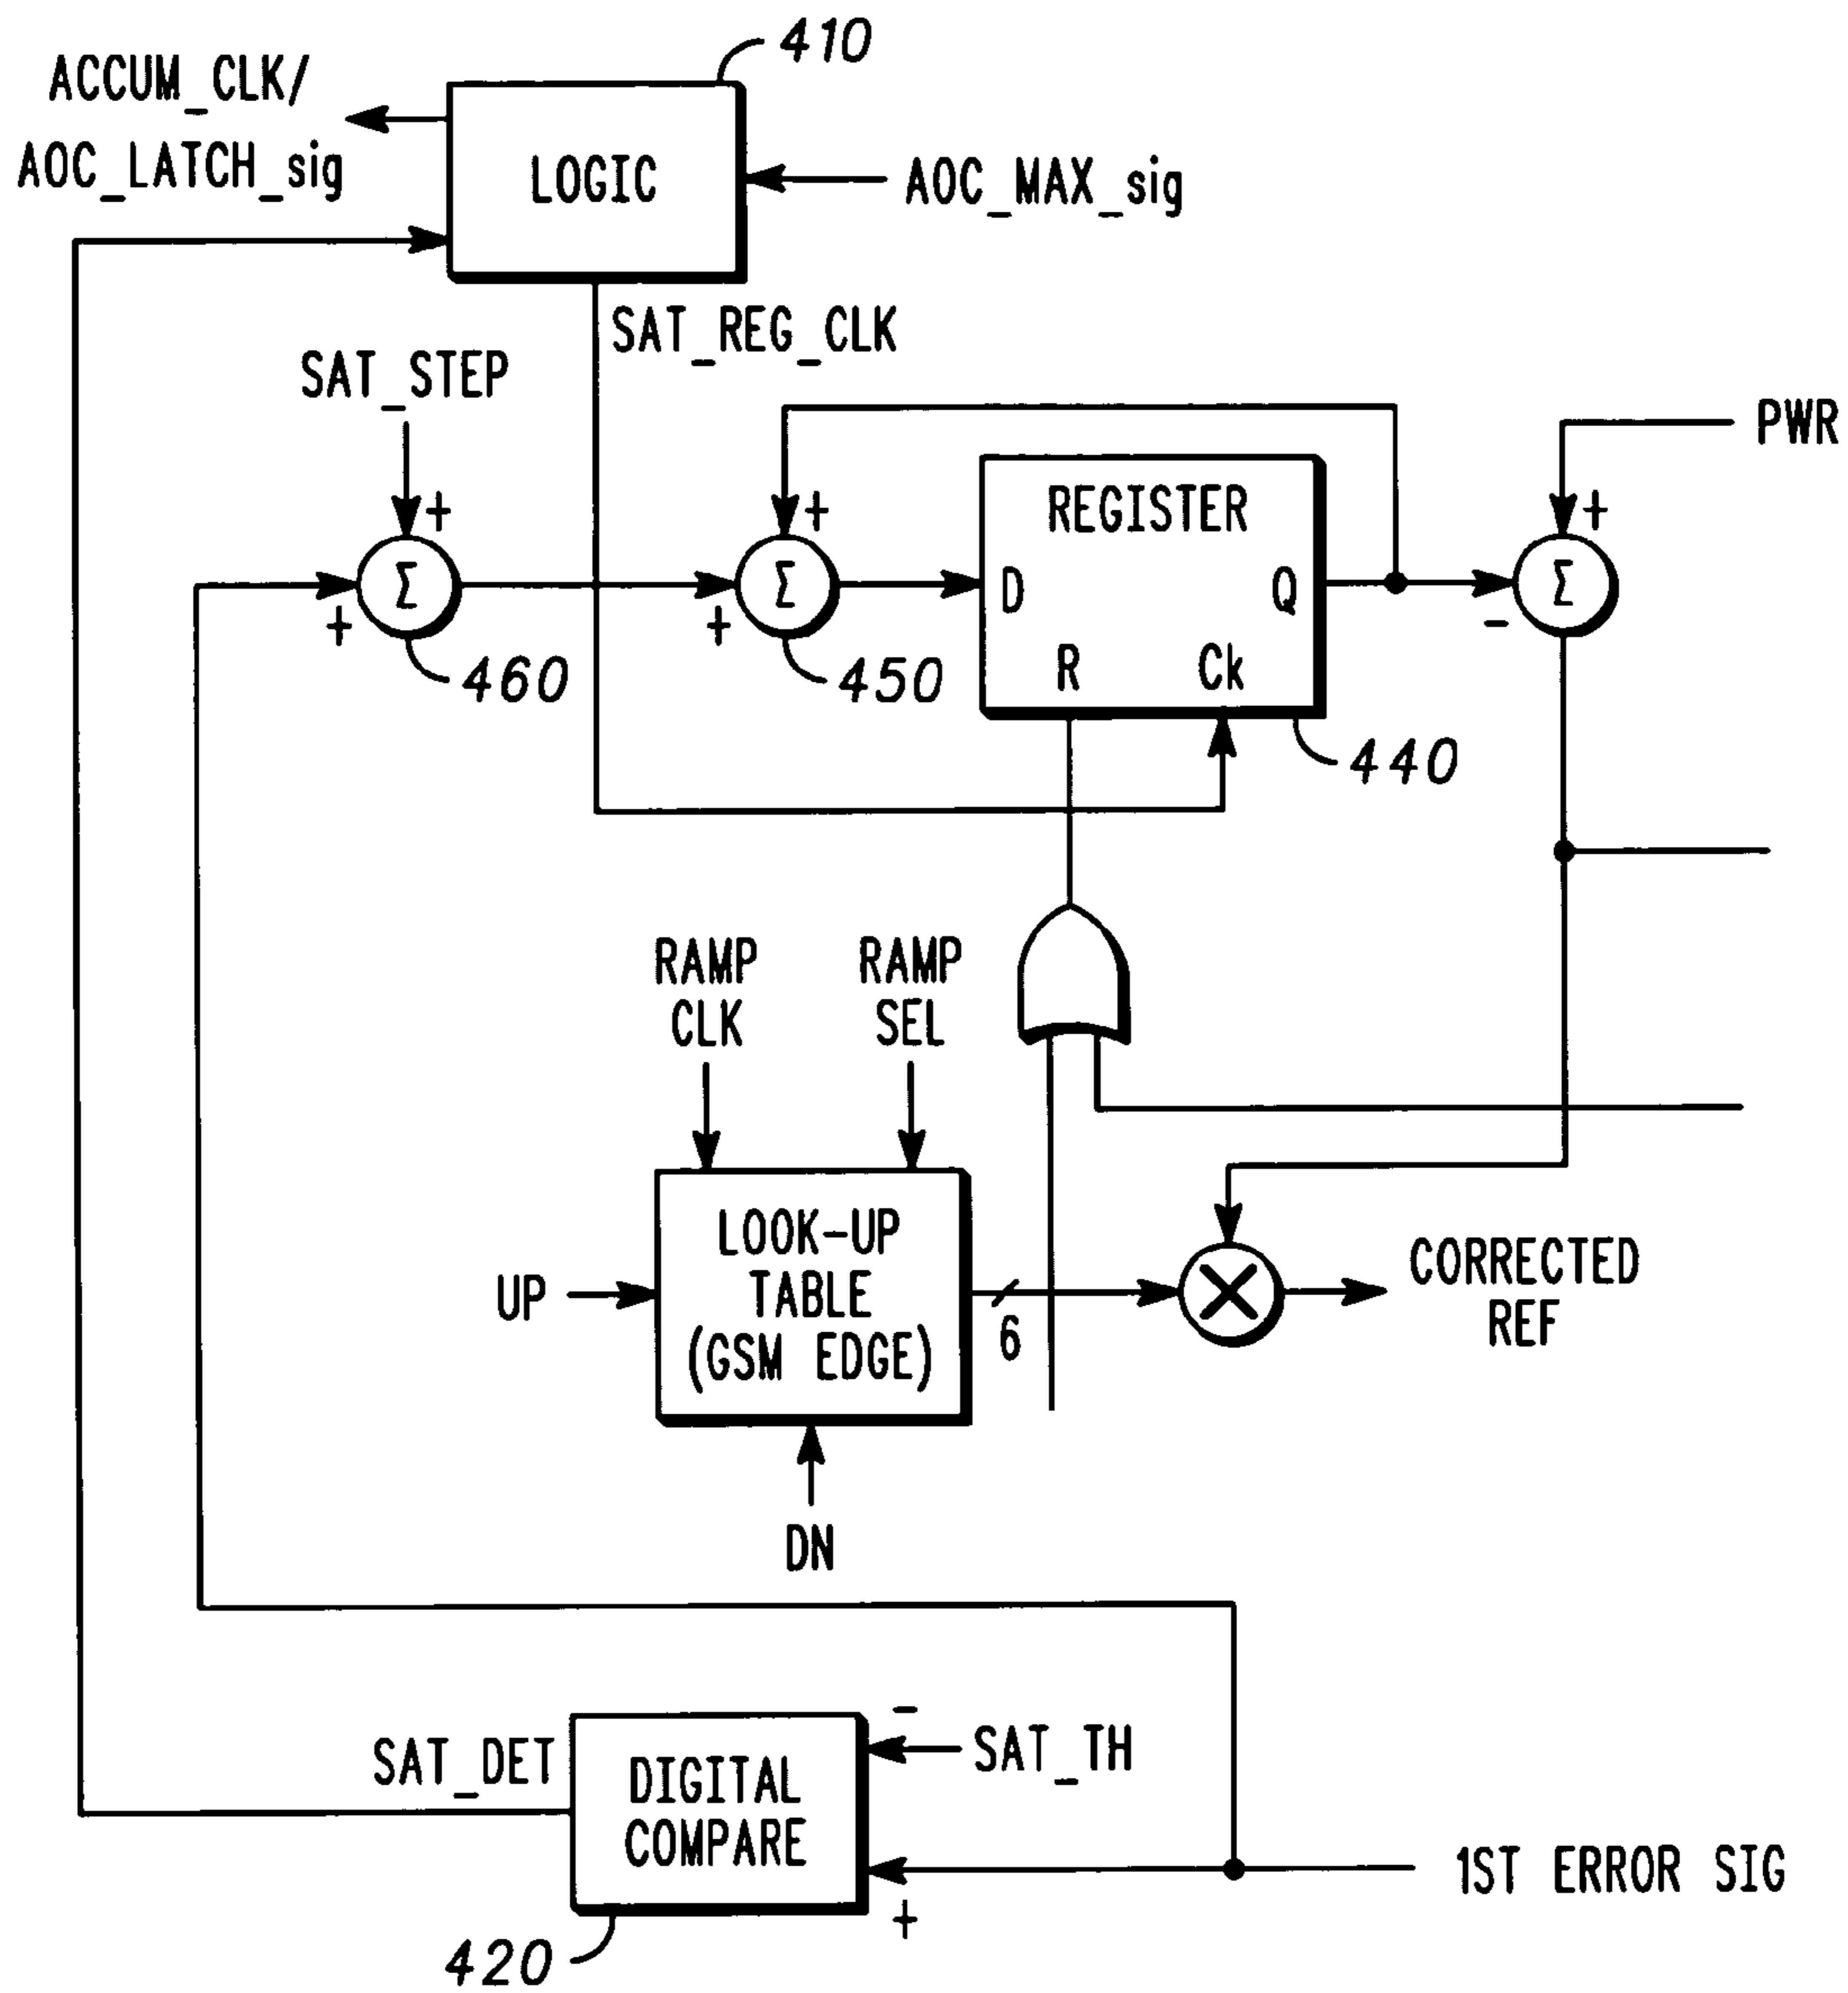 410
ACCUM_CLK/
AOC_LATCH_sig
LOGIC
AOC_MAX_sig
SAT_REG_CLK
SAT_STEP
PWR
+
+
+
REGISTER
Σ
Σ
D
Q
Σ
+
+
-
R
Ck
460
450
440
RAMP
CLK
RAMP
SEL
LOOK-UP
TABLE
(GSM EDGE)
UP
6
CORRECTED
REF
DN
-
SAT_DET
SAT_TH
DIGITAL
COMPARE
1ST ERROR SIG
+
420